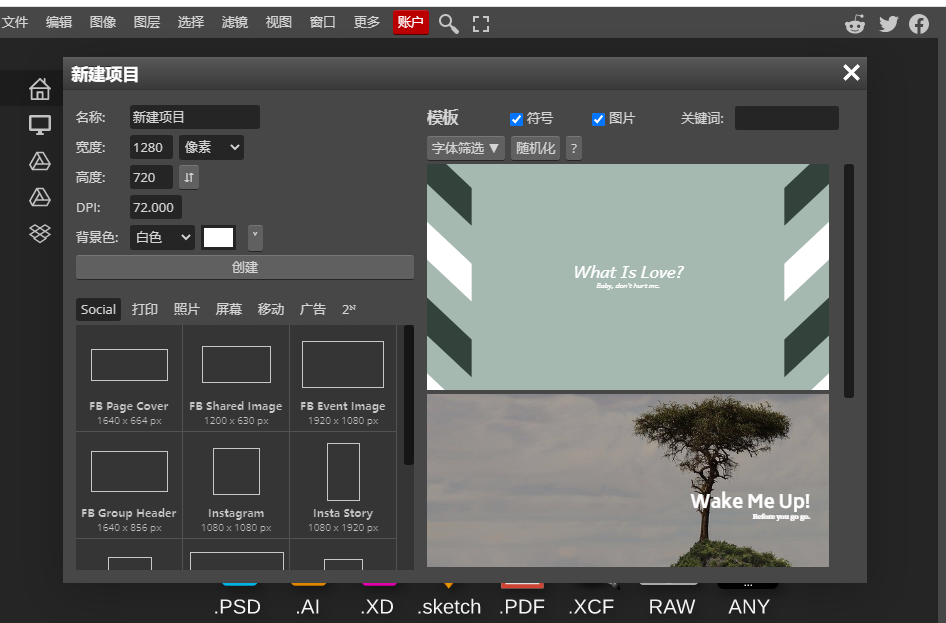 文件 编辑 图像 图层 选择 滤镜 视图 窗口 更多 账户
新建项目
名称: 新建项目
宽度: 1280 像素
高度: 720
DPI: 72.000
背景色: 白色
创建
Social 打印 照片 屏幕 移动 广告 2ᴺ
FB Page Cover FB Shared Image FB Event Image
1640 x 664 px 1200 x 630 px 1920 x 1080 px
FB Group Header Instagram Insta Story
1640 x 856 px 1080 x 1080 px 1080 x 1920 px
模板 符号 图片 关键词:
字体筛选 ▼ 随机化 ?
What Is Love?
Baby, don't hurt me.
Wake Me Up!
Before you go go.
.PSD .AI .XD .sketch .PDF .XCF RAW ANY